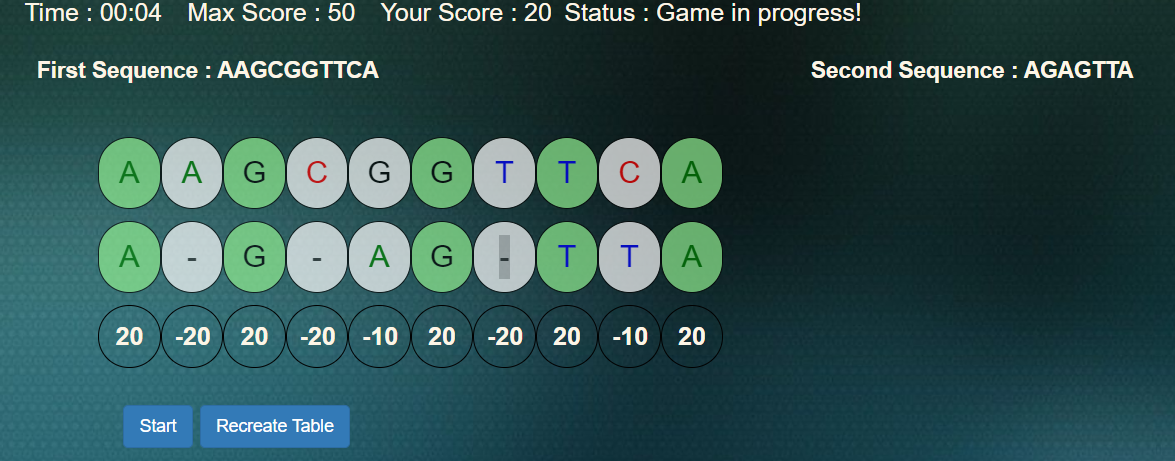 Time : 00:04 Max Score : 50 Your Score : 20 Status : Game in progress!
First Sequence : AAGCGGTTCA Second Sequence : AGAGTTA
A A G C G G T T C A
A - G - A G - T T A
20 -20 20 -20 -10 20 -20 20 -10 20
Start Recreate Table